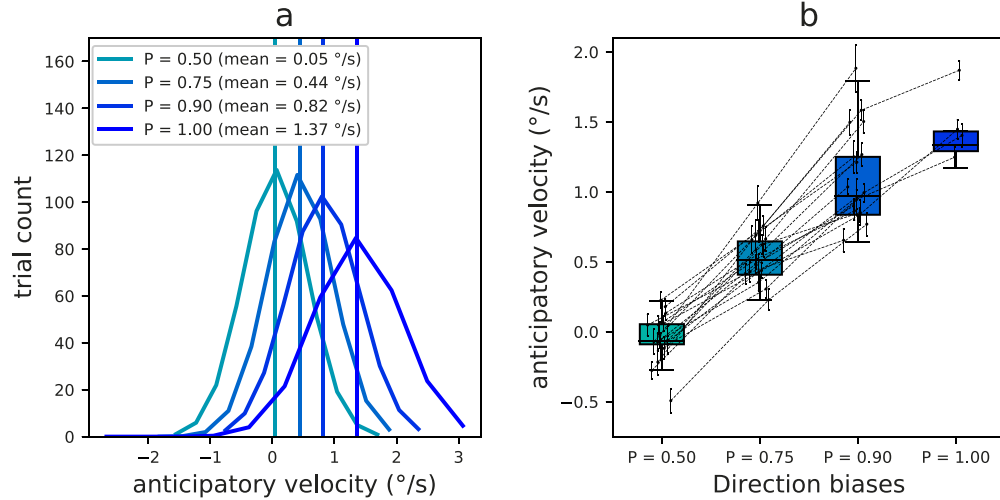 a
trial count
160
140
120
100
80
60
40
20
0
P = 0.50 (mean = 0.05 °/s)
P = 0.75 (mean = 0.44 °/s)
P = 0.90 (mean = 0.82 °/s)
P = 1.00 (mean = 1.37 °/s)
−2 −1 0 1 2 3
anticipatory velocity (°/s)
b
anticipatory velocity (°/s)
2.0
1.5
1.0
0.5
0.0
−0.5
P = 0.50 P = 0.75 P = 0.90 P = 1.00
Direction biases